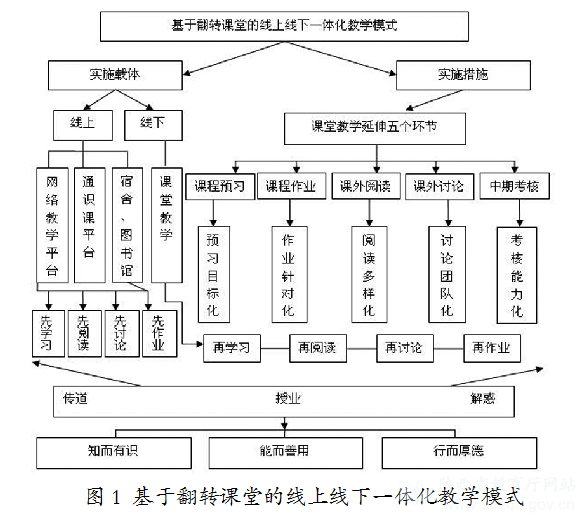 基于翻转课堂的线上线下一体化教学模式
实施载体
实施措施
线上
线下
课堂教学延伸五个环节
网络教学平台
通识课平台
宿舍、图书馆
课堂教学
课程预习
课程作业
课外阅读
课外讨论
中期考核
预习目标化
作业针对化
阅读多样化
讨论团队化
考核能力化
先学习
先阅读
先讨论
先作业
再学习
再阅读
再讨论
再作业
传道 授业 解惑
知而有识
能而善用
行而厚德
图 1 基于翻转课堂的线上线下一体化教学模式